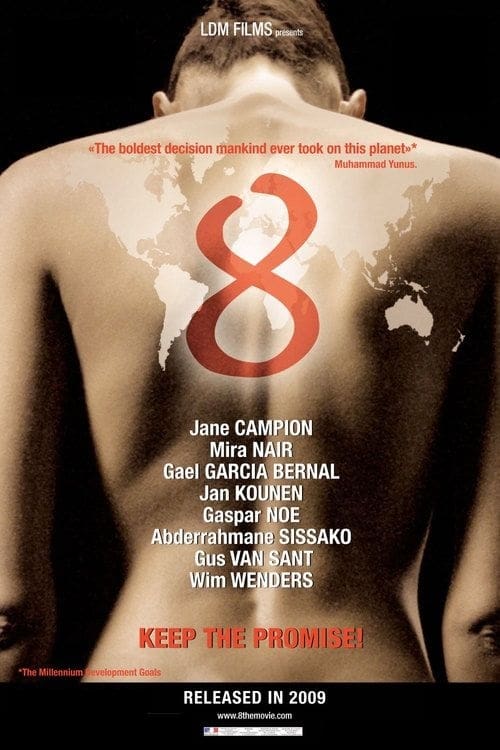 LDM FILMS presents
«The boldest decision mankind ever took on this planet»*
Muhammad Yunus.
8
Jane CAMPION
Mira NAIR
Gael GARCIA BERNAL
Jan KOUNEN
Gaspar NOE
Abderrahmane SISSAKO
Gus VAN SANT
Wim WENDERS
KEEP THE PROMISE!
*The Millennium Development Goals
RELEASED IN 2009
www.8themovie.com